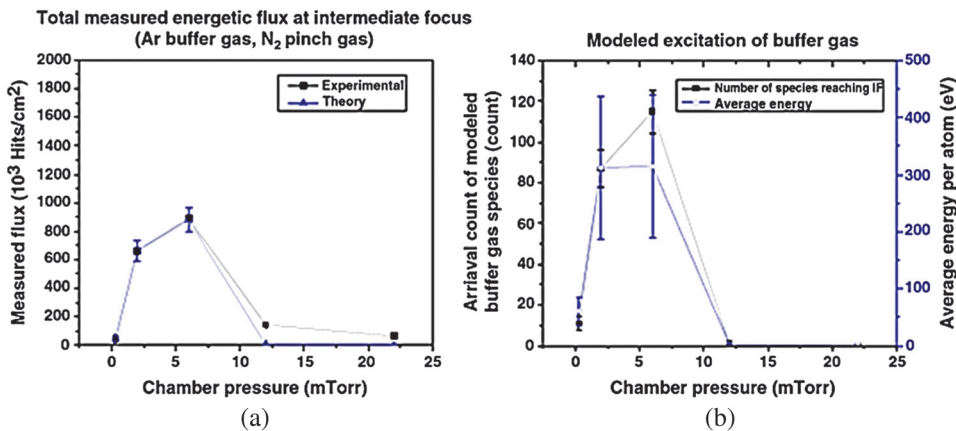 Total measured energetic flux at intermediate focus
(Ar buffer gas, N₂ pinch gas)
Measured flux (10³ Hits/cm²)
2000
1800
1600
1400
1200
1000
800
600
400
200
0
Experimental
Theory
0
5
10
15
20
25
Chamber pressure (mTorr)
(a)
Modeled excitation of buffer gas
Arriaval count of modeled
buffer gas species (count)
140
120
100
80
60
40
20
0
Number of species reaching IF
Average energy
500
400
300
200
100
0
Average energy per atom (eV)
0
5
10
15
20
25
Chamber pressure (mTorr)
(b)